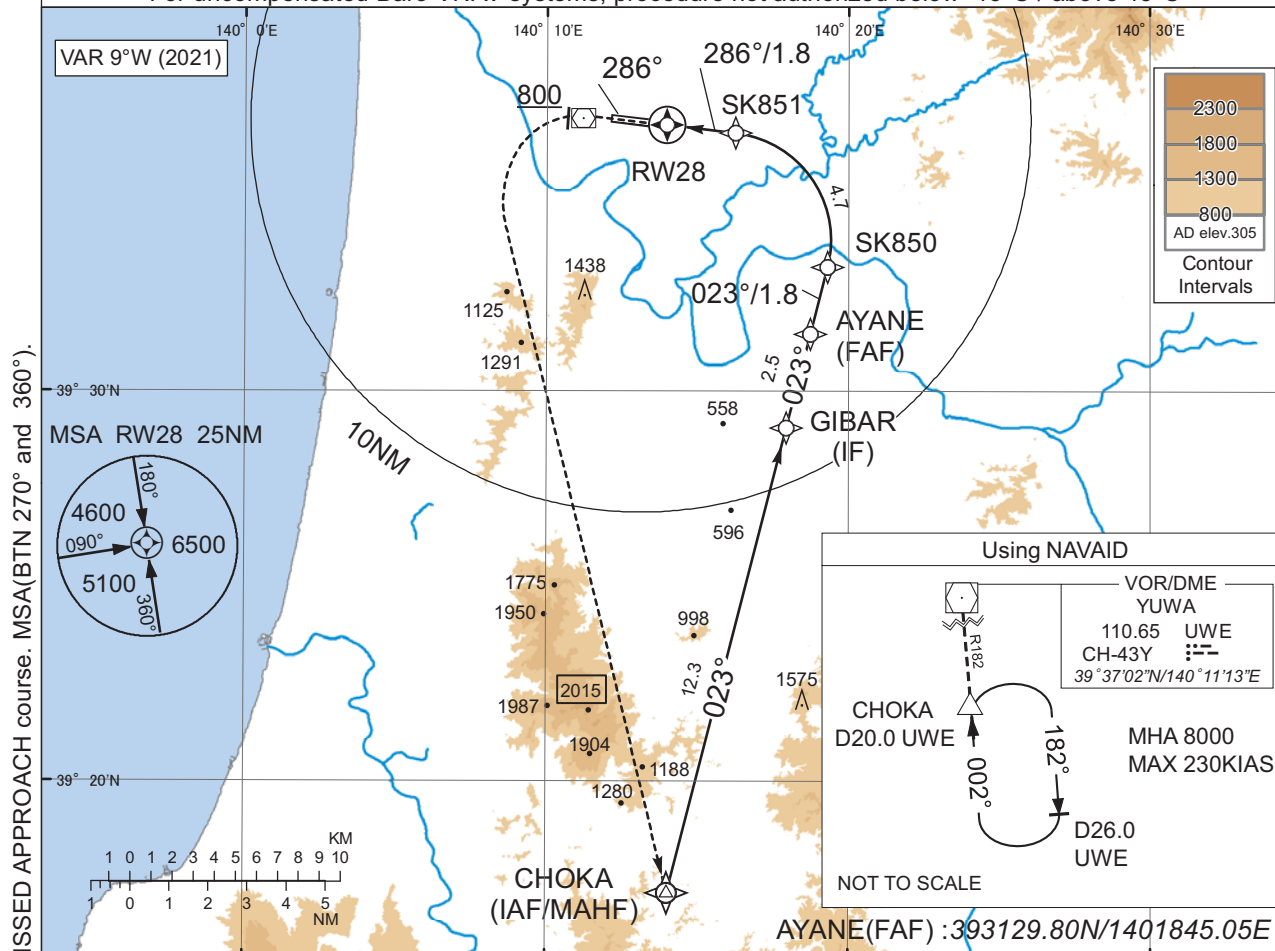 140° 0'E
140° 10'E
140° 20'E
140° 30'E
VAR 9°W (2021)
800
286°
286°/1.8
SK851
RW28
4.7
SK850
023°/1.8
AYANE
(FAF)
2.5
023°
GIBAR
(IF)
1438
1125
1291
558
596
10NM
39° 30'N
2300
1800
1300
800
AD elev.305
Contour
Intervals
MSA RW28 25NM
180°
4600
090°
6500
5100
360°
ISSED APPROACH course. MSA(BTN 270° and 360°).
1775
1950
998
2015
1987
1904
12.3
023°
1575
1188
1280
39° 20'N
KM
1 0 1 2 3 4 5 6 7 8 9 10
1 0 1 2 3 4 5
NM
CHOKA
(IAF/MAHF)
Using NAVAID
VOR/DME
YUWA
110.65 UWE
CH-43Y
39°37'02"N/140°11'13"E
R182
CHOKA
D20.0 UWE
002°
182°
MHA 8000
MAX 230KIAS
D26.0
UWE
NOT TO SCALE
AYANE(FAF) :393129.80N/1401845.05E